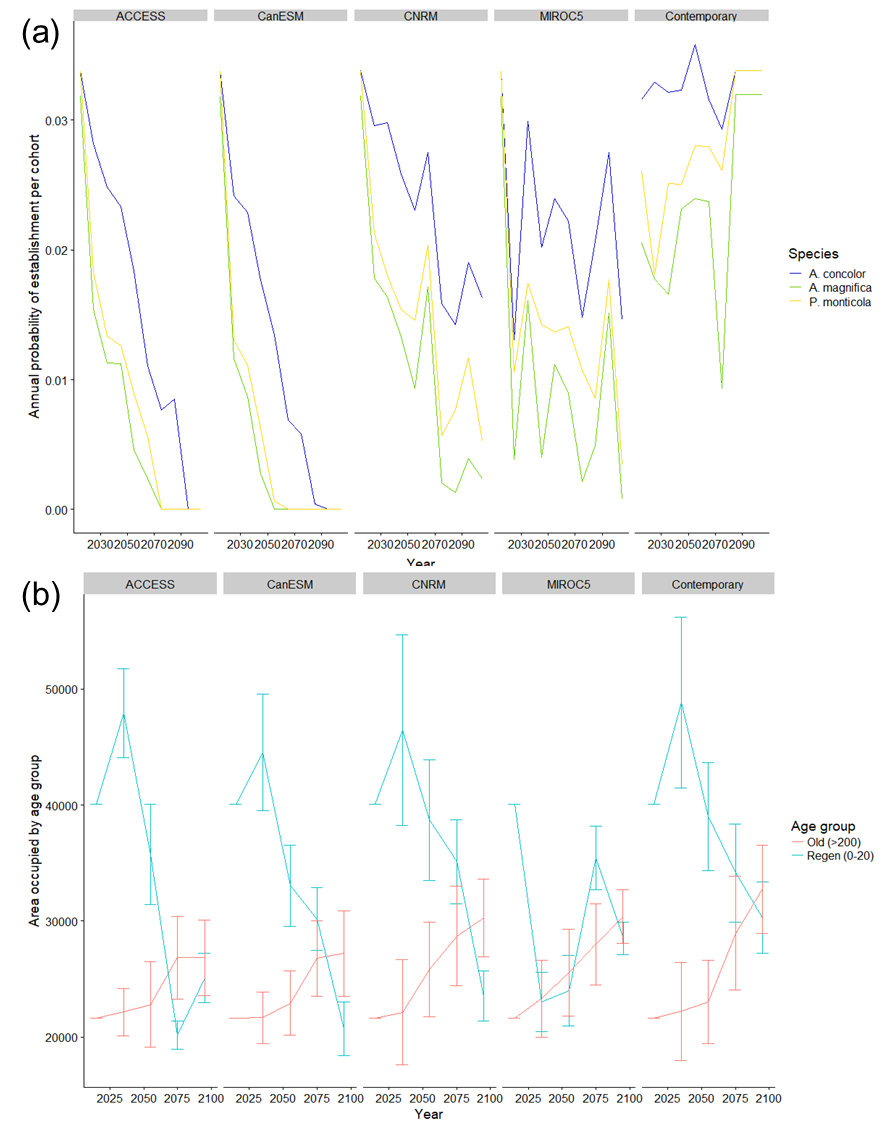 (a)
ACCESS CanESM CNRM MIROC5 Contemporary
Annual probability of establishment per cohort
0.03
0.02
0.01
0.00
2030205020702090 2030205020702090 2030205020702090 2030205020702090 2030205020702090
Year
Species
A. concolor
A. magnifica
P. monticola
(b)
ACCESS CanESM CNRM MIROC5 Contemporary
Area occupied by age group
50000
40000
30000
20000
2025 2050 2075 2100 2025 2050 2075 2100 2025 2050 2075 2100 2025 2050 2075 2100 2025 2050 2075 2100
Year
Age group
Old (>200)
Regen (0-20)